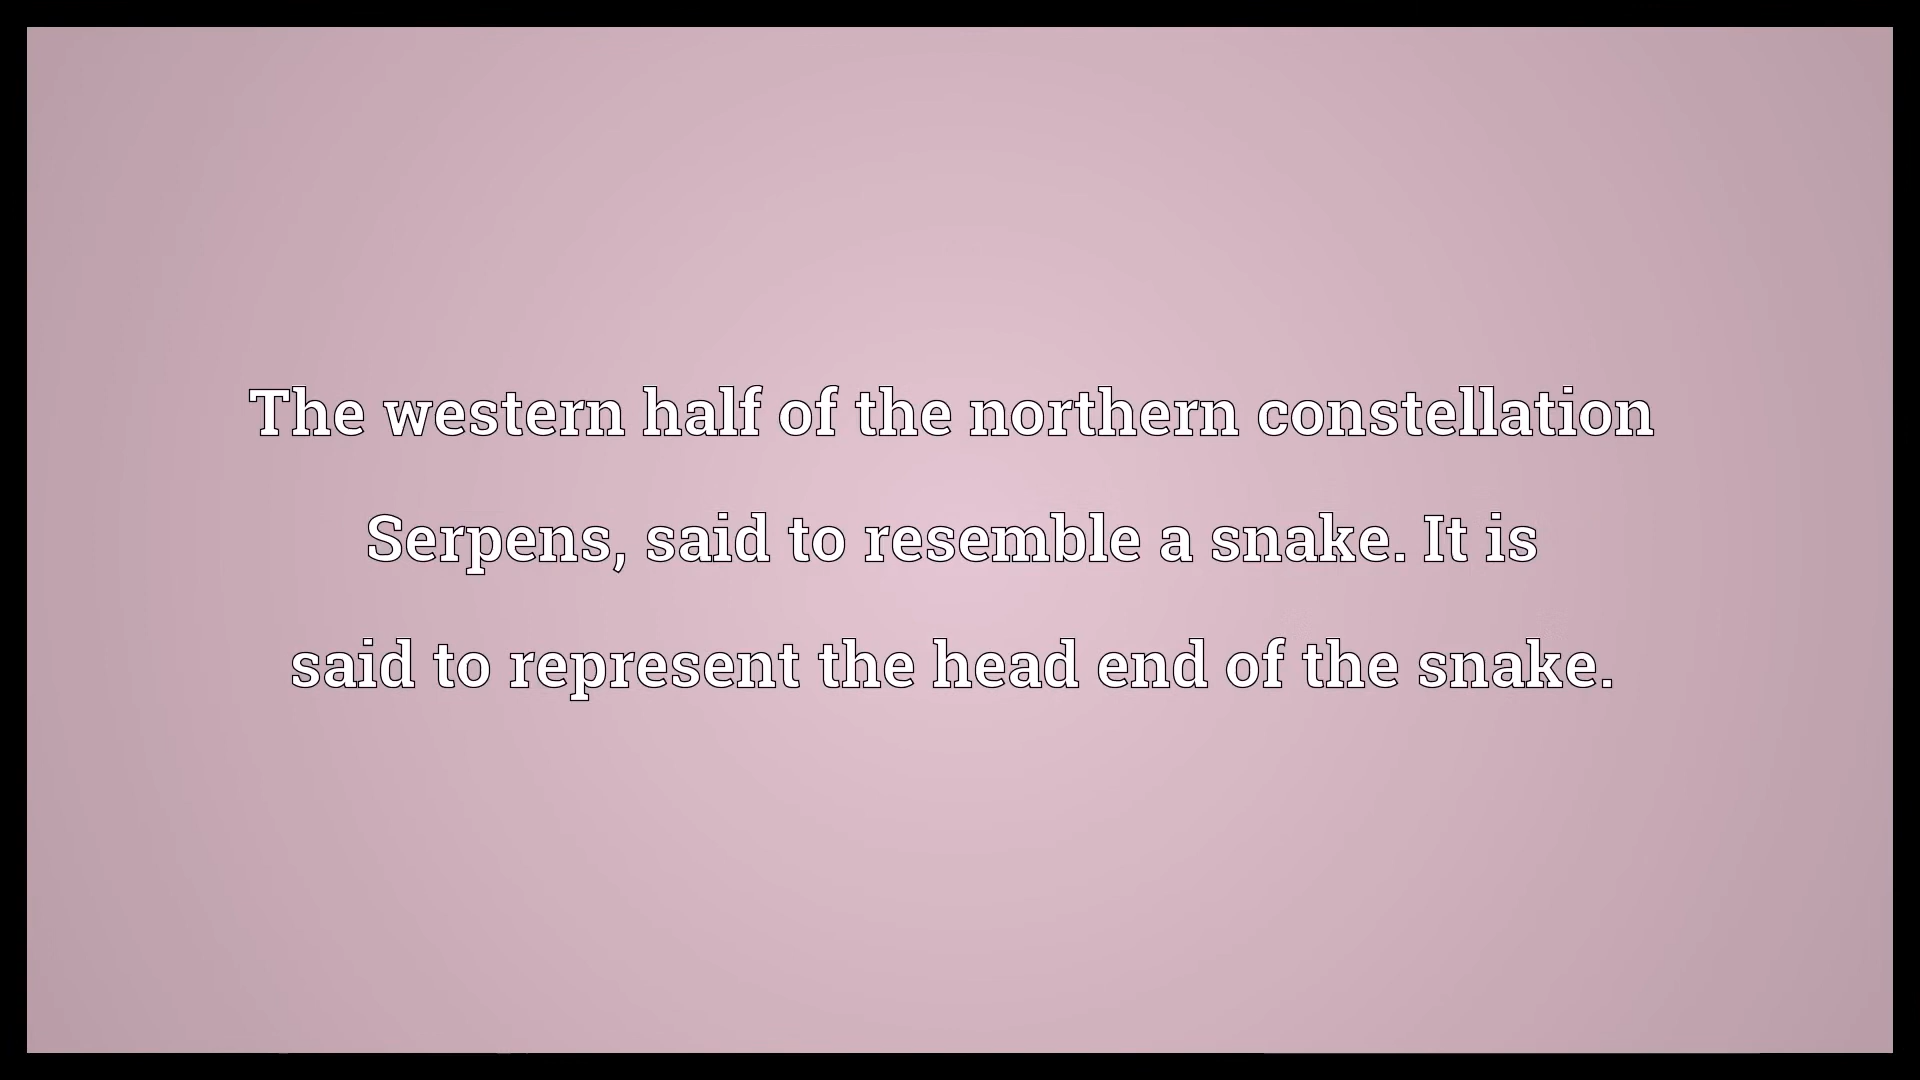 The western half of the northern constellation
Serpens, said to resemble a snake. It is
said to represent the head end of the snake.